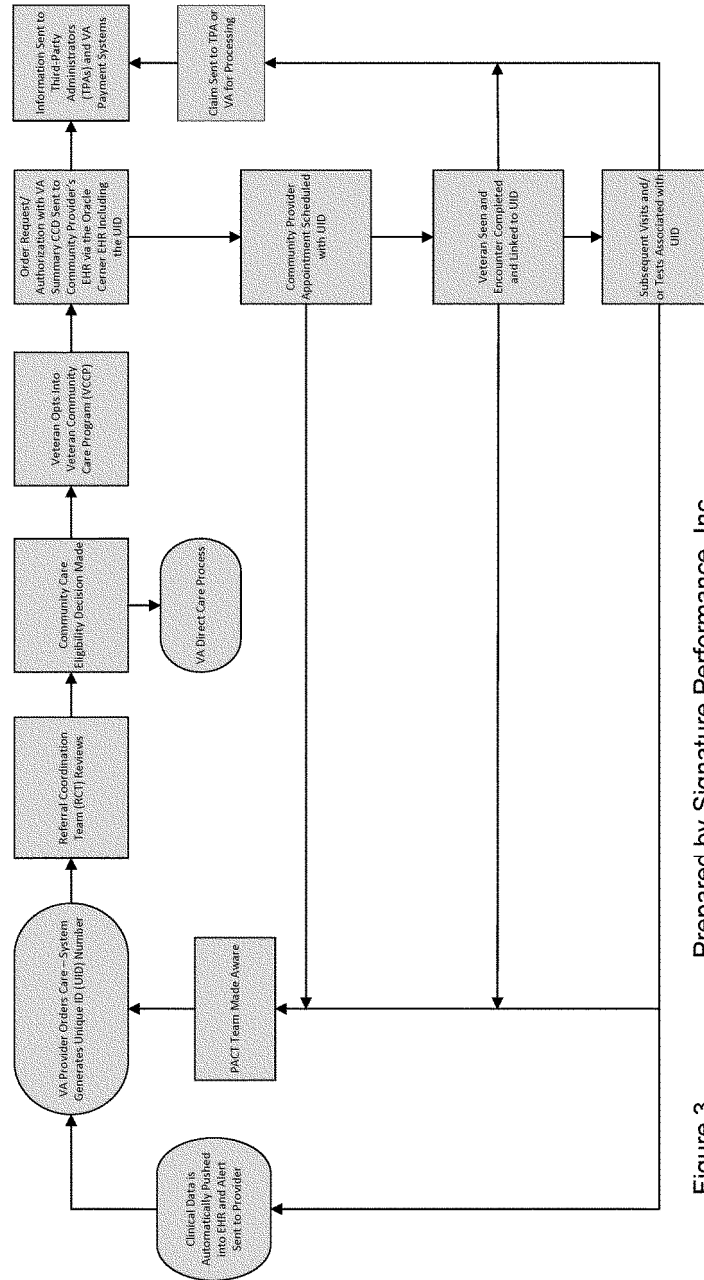 Clinical Data is
Automatically Pushed
into EHR and Alert
Sent to Provider
VA Provider Orders Care – System
Generates Unique ID (UID) Number
PACT Team Made Aware
Referral Coordination
Team (RCT) Reviews
Community Care
Eligibility Decision Made
VA Direct Care Process
Veteran Opts Into
Veteran Community
Care Program (VCCP)
Order Request/
Authorization with VA
Summary CCD Sent to
Community Provider's
EHR via the Oracle
Cerner EHR Including
the UID
Community Provider
Appointment Scheduled
with UID
Veteran Seen and
Encounter Completed
and Linked to UID
Subsequent Visits and/
or Tests Associated with
UID
Information Sent to
Third-Party
Administrators
(TPAs) and VA
Payment Systems
Claim Sent to TPA or
VA for Processing
Figure 3
Prepared by Signature Performance, Inc